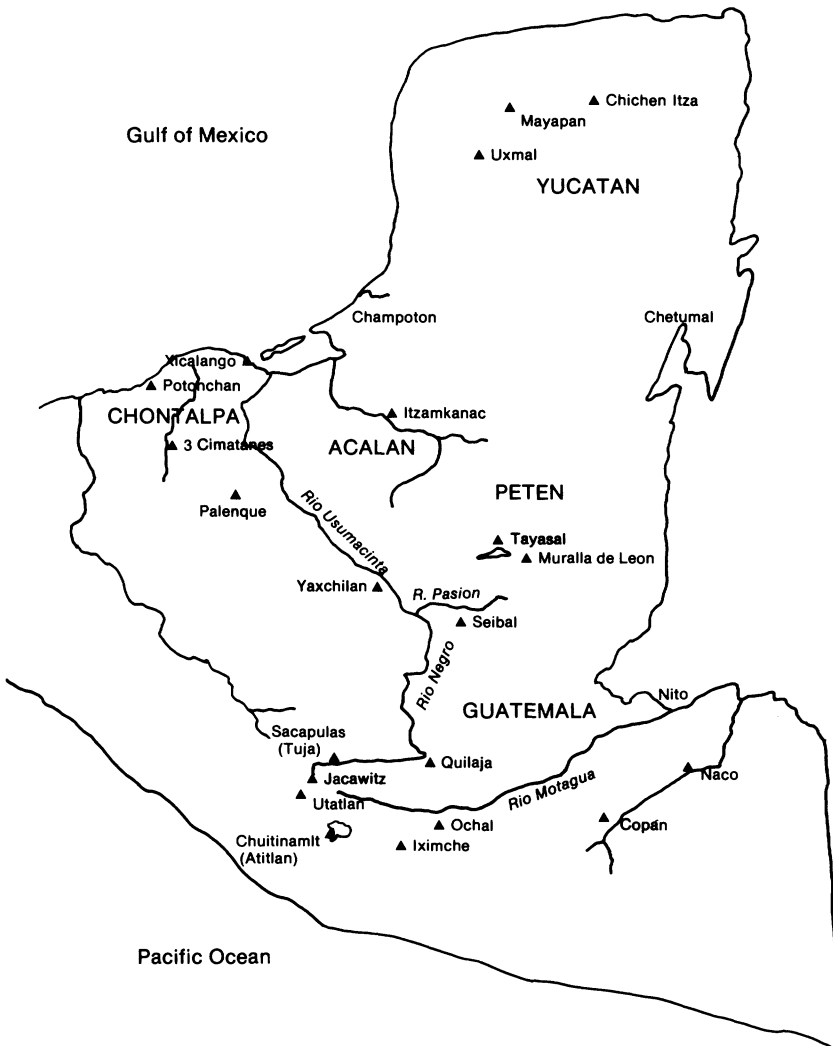 Chichen Itza
Mayapan
Gulf of Mexico
Uxmal
YUCATAN
Champoton
Chetumal
Xicalango
Potonchan
CHONTALPA
Itzamkanac
3 Cimatanes
ACALAN
PETEN
Palenque
Rio Usumacinta
Tayasal
Muralla de Leon
Yaxchilan
R. Pasion
Seibal
Rio Negro
Nito
GUATEMALA
Sacapulas
(Tuja)
Quilaja
Jacawitz
Naco
Rio Motagua
Utatlan
Ochal
Copan
Chuitinamlt
(Atitlan)
Iximche
Pacific Ocean